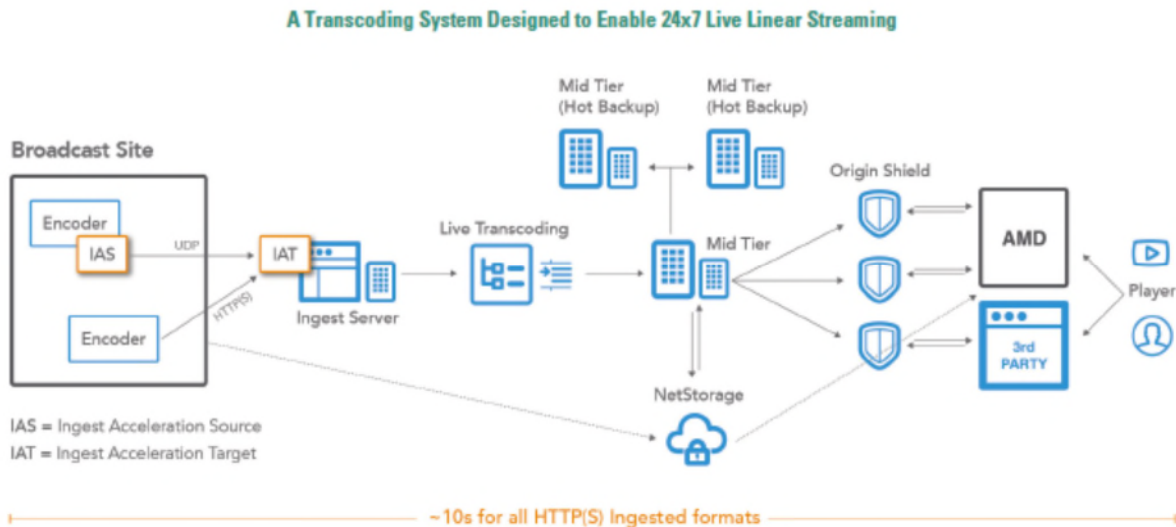 A Transcoding System Designed to Enable 24x7 Live Linear Streaming
Mid Tier
(Hot Backup)
Mid Tier
(Hot Backup)
Broadcast Site
Origin Shield
Encoder
IAS
UDP
IAT
Live Transcoding
Mid Tier
AMD
Player
HTTP(S)
Ingest Server
Encoder
3rd
PARTY
NetStorage
IAS = Ingest Acceleration Source
IAT = Ingest Acceleration Target
~10s for all HTTP(S) Ingested formats